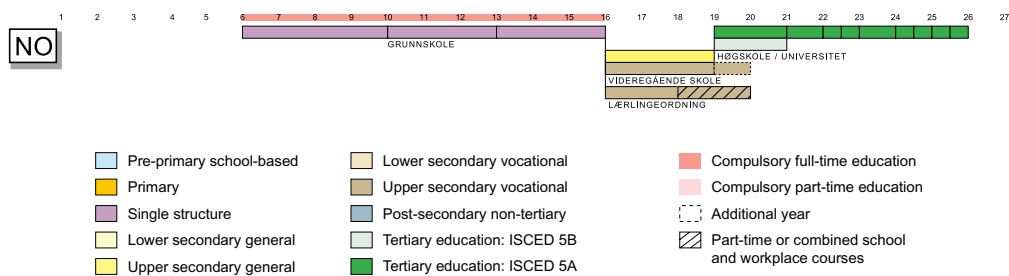 1 2 3 4 5 6 7 8 9 10 11 12 13 14 15 16 17 18 19 20 21 22 23 24 25 26 27
NO
GRUNNSKOLE
HØGSKOLE / UNIVERSITET
VIDEREGÅENDE SKOLE
LÆRLINGEORDNING
Pre-primary school-based
Primary
Single structure
Lower secondary general
Upper secondary general
Lower secondary vocational
Upper secondary vocational
Post-secondary non-tertiary
Tertiary education: ISCED 5B
Tertiary education: ISCED 5A
Compulsory full-time education
Compulsory part-time education
Additional year
Part-time or combined school
and workplace courses